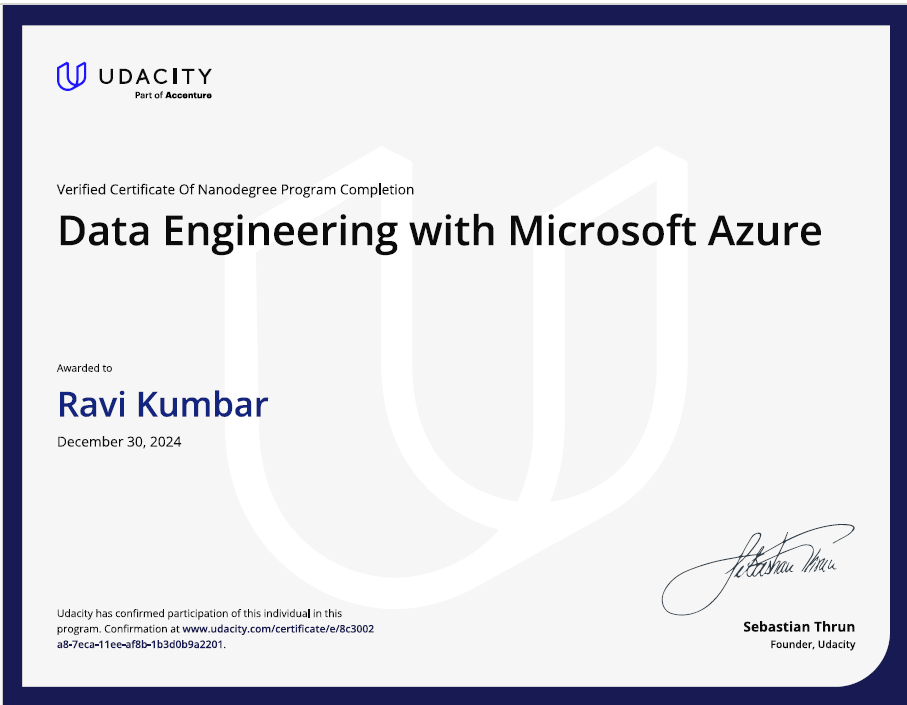 UDACITY
Part of Accenture
Verified Certificate Of Nanodegree Program Completion
Data Engineering with Microsoft Azure
Awarded to
Ravi Kumbar
December 30, 2024
Sebastian Thrun
Udacity has confirmed participation of this individual in this
program. Confirmation at www.udacity.com/certificate/e/8c3002
a8-7eca-11ee-af8b-1b3d0b9a2201.
Sebastian Thrun
Founder, Udacity